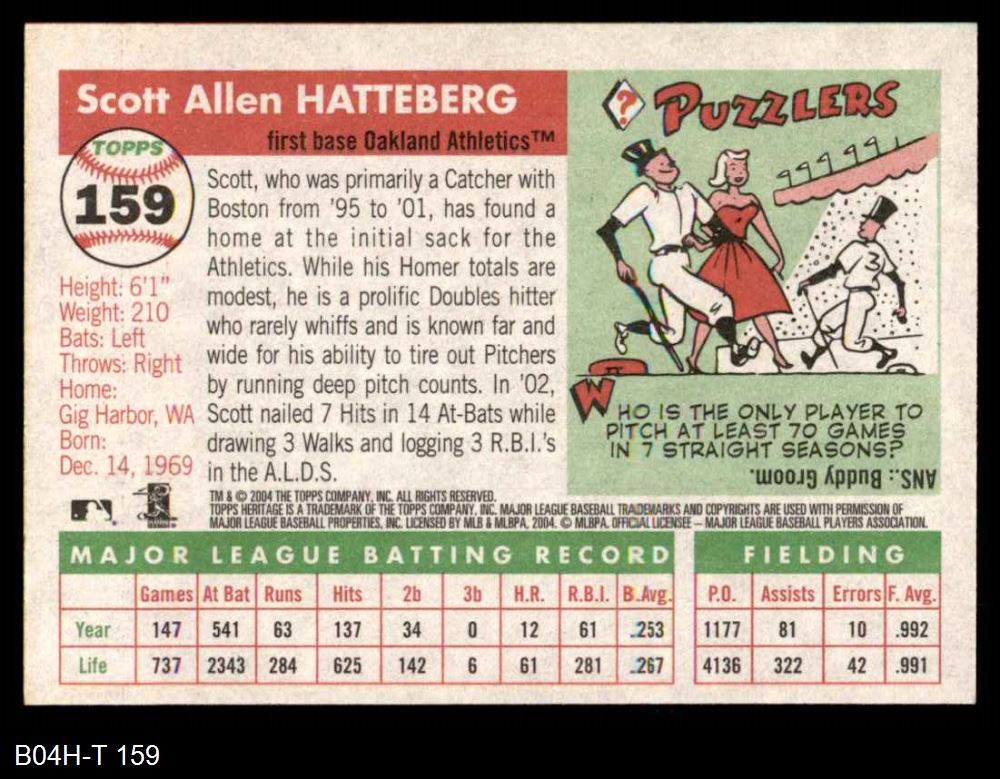 Scott Allen HATTEBERG
first base Oakland Athletics™
TOPPS
159
Height: 6'1"
Weight: 210
Bats: Left
Throws: Right
Home:
Gig Harbor, WA
Born:
Dec. 14, 1969
Scott, who was primarily a Catcher with
Boston from '95 to '01, has found a
home at the initial sack for the
Athletics. While his Homer totals are
modest, he is a prolific Doubles hitter
who rarely whiffs and is known far and
wide for his ability to tire out Pitchers
by running deep pitch counts. In '02,
Scott nailed 7 Hits in 14 At-Bats while
drawing 3 Walks and logging 3 R.B.I.'s
in the A.L.D.S.
? PUZZLERS
3
WHO IS THE ONLY PLAYER TO
PITCH AT LEAST 70 GAMES
IN 7 STRAIGHT SEASONS?
ANS.: Buddy Groom.
TM & © 2004 THE TOPPS COMPANY, INC. ALL RIGHTS RESERVED.
TOPPS HERITAGE IS A TRADEMARK OF THE TOPPS COMPANY, INC. MAJOR LEAGUE BASEBALL TRADEMARKS AND COPYRIGHTS ARE USED WITH PERMISSION OF
MAJOR LEAGUE BASEBALL PROPERTIES, INC. LICENSED BY MLB & MLBPA, 2004. © MLBPA. OFFICIAL LICENSEE – MAJOR LEAGUE BASEBALL PLAYERS ASSOCIATION.
MAJOR LEAGUE BATTING RECORD FIELDING
Games At Bat Runs Hits 2b 3b H.R. R.B.I. B.Avg. P.O. Assists Errors F. Avg.
Year 147 541 63 137 34 0 12 61 .253 1177 81 10 .992
Life 737 2343 284 625 142 6 61 281 .267 4136 322 42 .991
B04H-T 159